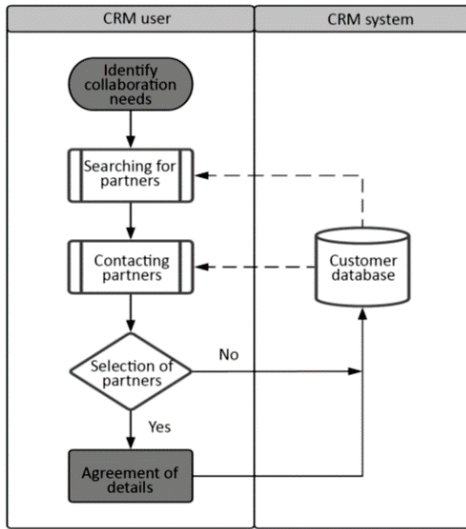 CRM user
CRM system
Identify
collaboration
needs
Searching for
partners
Contacting
partners
Customer
database
Selection of
partners
No
Yes
Agreement of
details